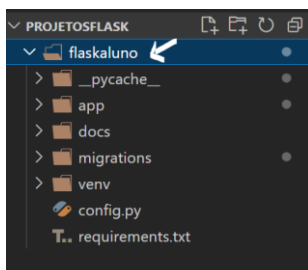 PROJETOSFLASK
flaskaluno
__pycache__
app
docs
migrations
venv
config.py
requirements.txt